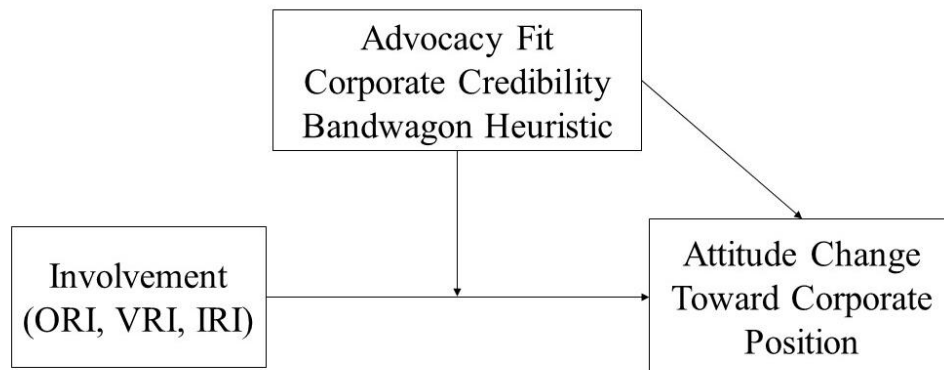 Advocacy Fit
Corporate Credibility
Bandwagon Heuristic
Involvement
(ORI, VRI, IRI)
Attitude Change
Toward Corporate
Position